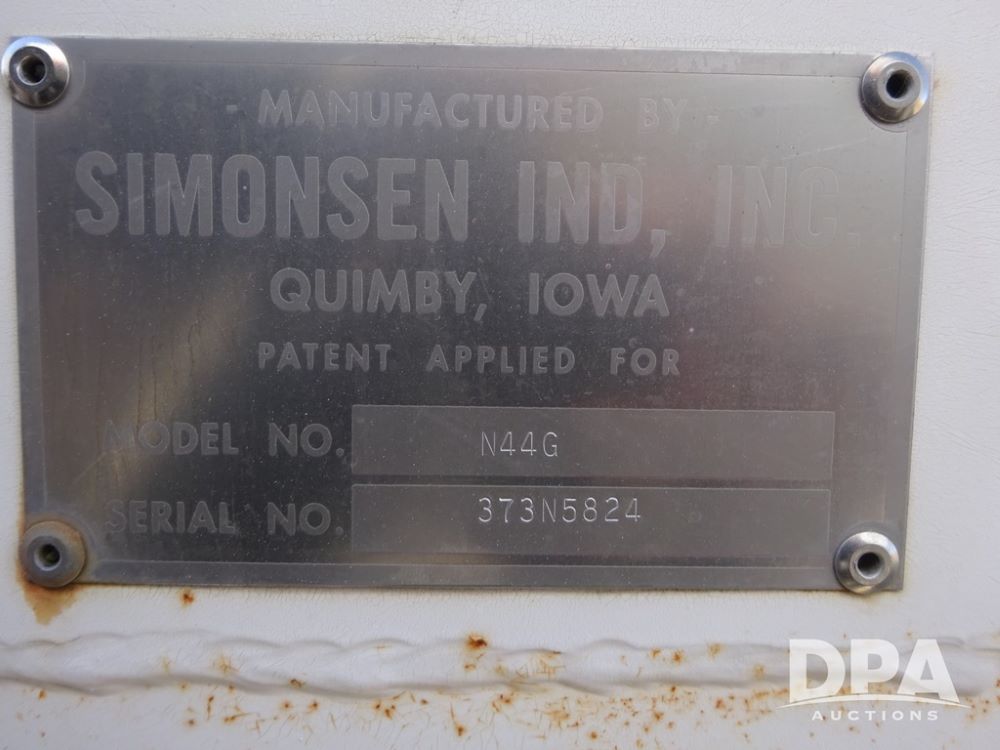 - MANUFACTURED BY -
SIMONSEN IND, INC.
QUIMBY, IOWA
PATENT APPLIED FOR
MODEL NO. N44G
SERIAL NO. 373N5824
DPA
AUCTIONS